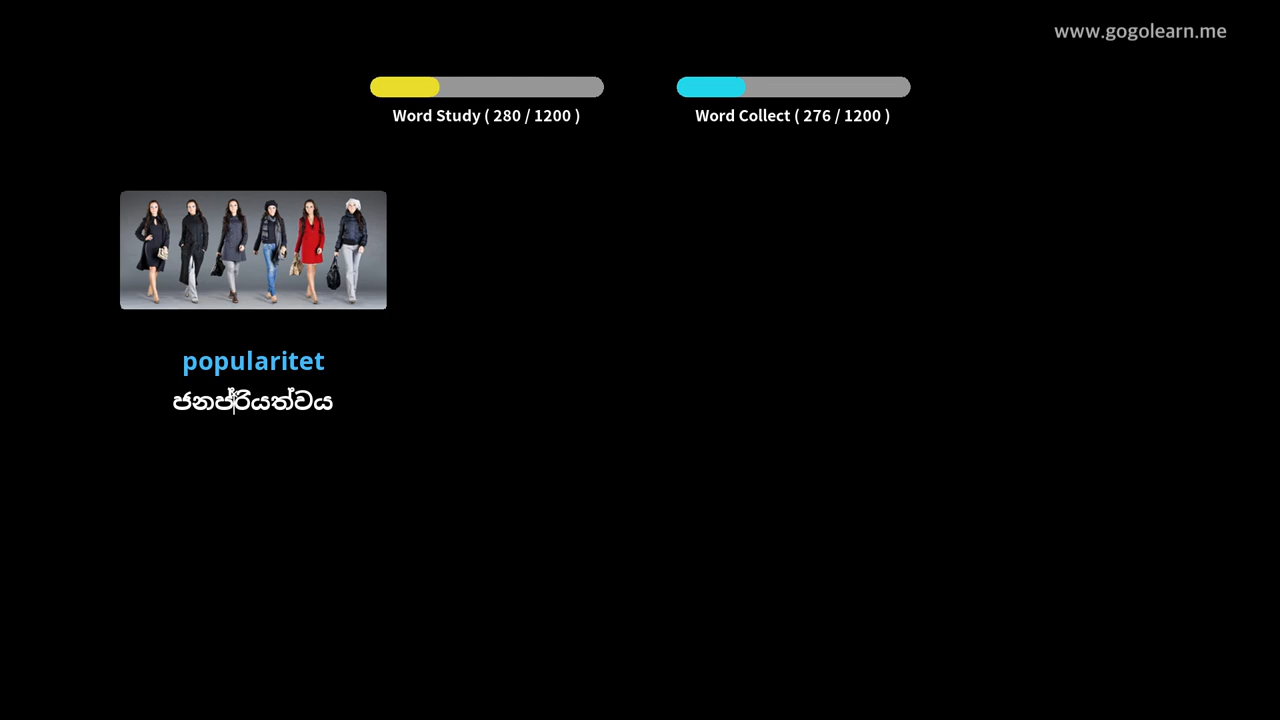 www.gogolearn.me
Word Study ( 280 / 1200 )
Word Collect ( 276 / 1200 )
popularitet
ජනප්‍රියත්වය